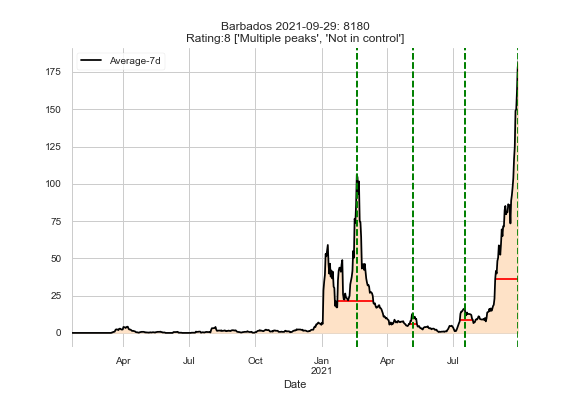 Barbados 2021-09-29: 8180
Rating:8 ['Multiple peaks', 'Not in control']
Average-7d
175
150
125
100
75
50
25
0
Apr
Jul
Oct
Jan
2021
Apr
Jul
Date